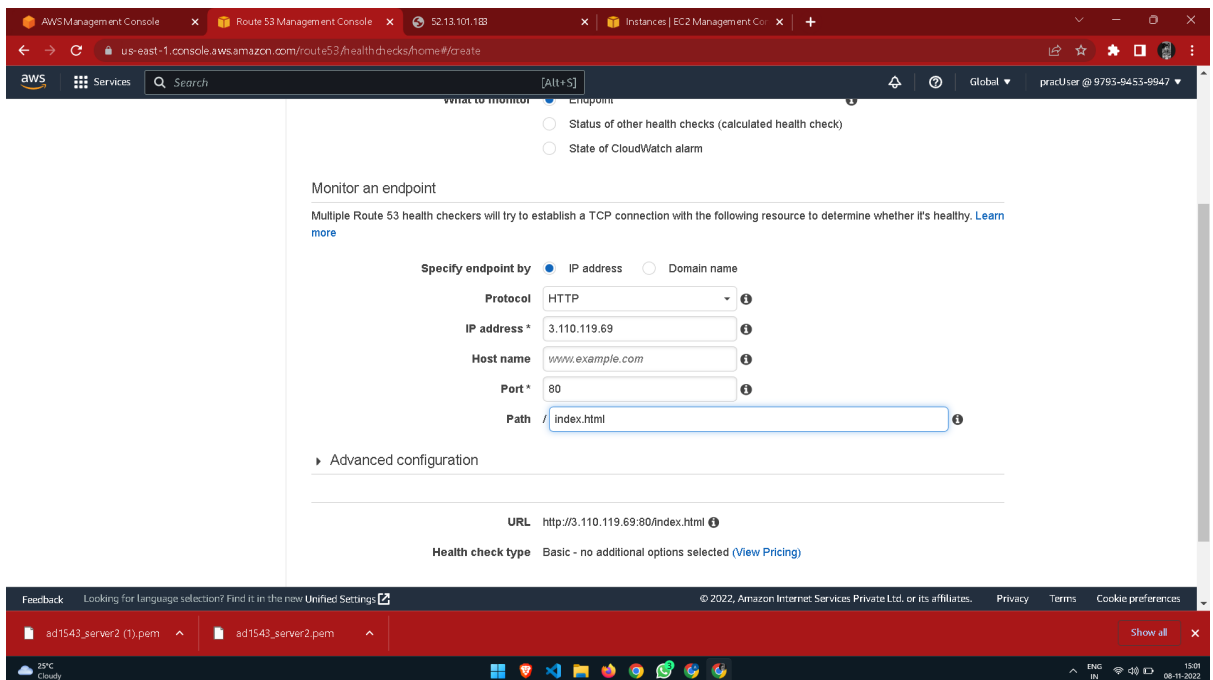 AWS Management Console
Route 53 Management Console
52.13.101.183
Instances | EC2 Management Cor
us-east-1.console.aws.amazon.com/route53/healthchecks/home#/create
aws Services Search [Alt+S] Global pracUser @ 9793-9453-9947
What to monitor Endpoint
Status of other health checks (calculated health check)
State of CloudWatch alarm
Monitor an endpoint
Multiple Route 53 health checkers will try to establish a TCP connection with the following resource to determine whether it's healthy. Learn
more
Specify endpoint by IP address Domain name
Protocol HTTP
IP address * 3.110.119.69
Host name www.example.com
Port * 80
Path / index.html
Advanced configuration
URL http://3.110.119.69:80/index.html
Health check type Basic - no additional options selected (View Pricing)
Feedback Looking for language selection? Find it in the new Unified Settings © 2022, Amazon Internet Services Private Ltd. or its affiliates. Privacy Terms Cookie preferences
ad1543_server2 (1).pem ad1543_server2.pem Show all
25°C ENG 15:01
Cloudy IN 08-11-2022